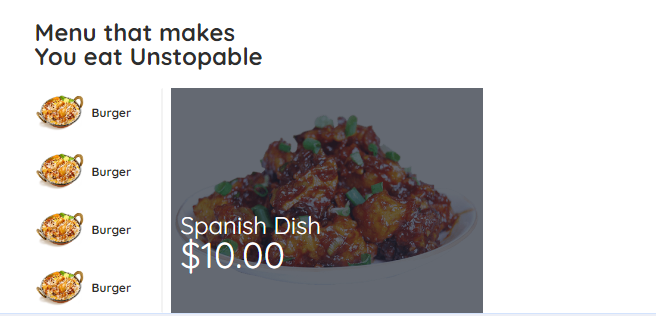 Menu that makes
You eat Unstopable
Burger
Burger
Burger
Burger
Spanish Dish
$10.00